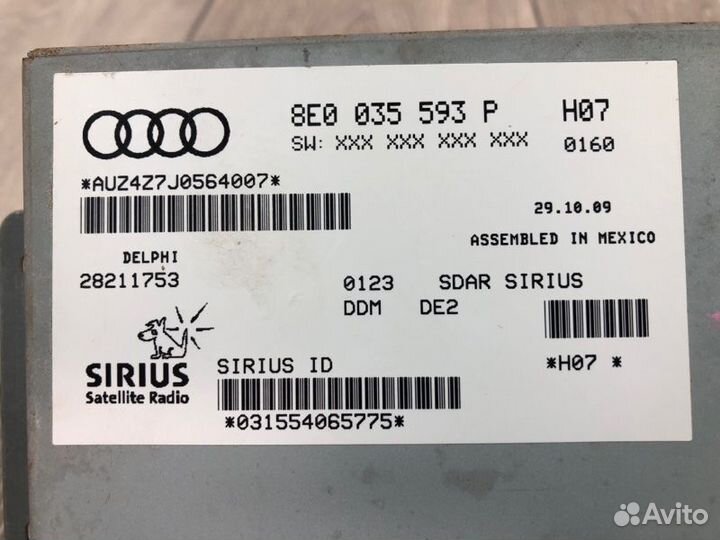 8E0 035 593 P H07
SW: XXX XXX XXX XXX 0160
*AUZ4Z7J0564007*
29.10.09
ASSEMBLED IN MEXICO
DELPHI
28211753 0123 SDAR SIRIUS
DDM DE2
SIRIUS
Satellite Radio
SIRIUS ID
*H07 *
*031554065775*
Avito